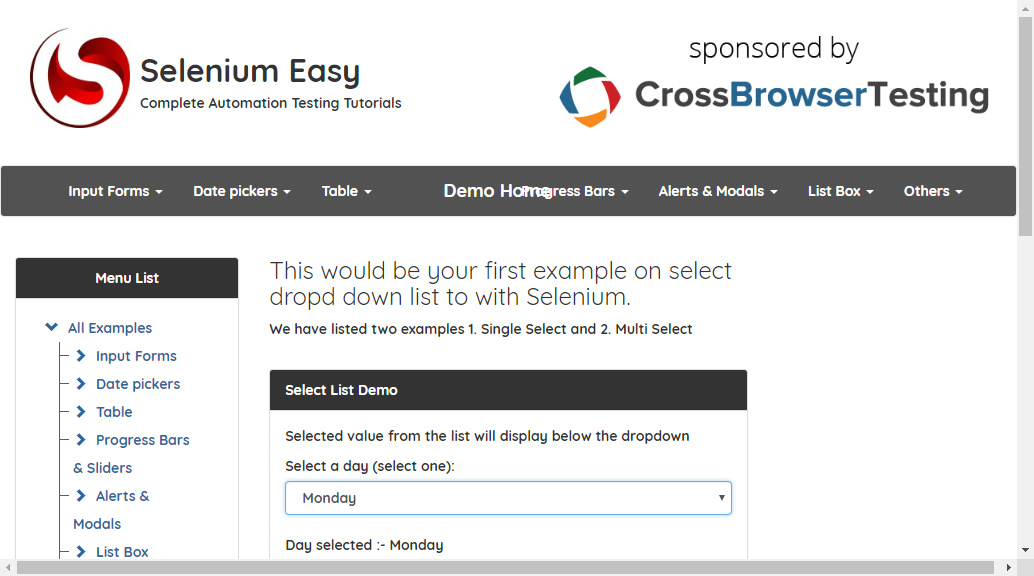 Selenium Easy
Complete Automation Testing Tutorials
sponsored by
CrossBrowserTesting
Input Forms
Date pickers
Table
Demo Home
Progress Bars
Alerts & Modals
List Box
Others
Menu List
All Examples
Input Forms
Date pickers
Table
Progress Bars
& Sliders
Alerts &
Modals
List Box
This would be your first example on select
dropd down list to with Selenium.
We have listed two examples 1. Single Select and 2. Multi Select
Select List Demo
Selected value from the list will display below the dropdown
Select a day (select one):
Monday
Day selected :- Monday